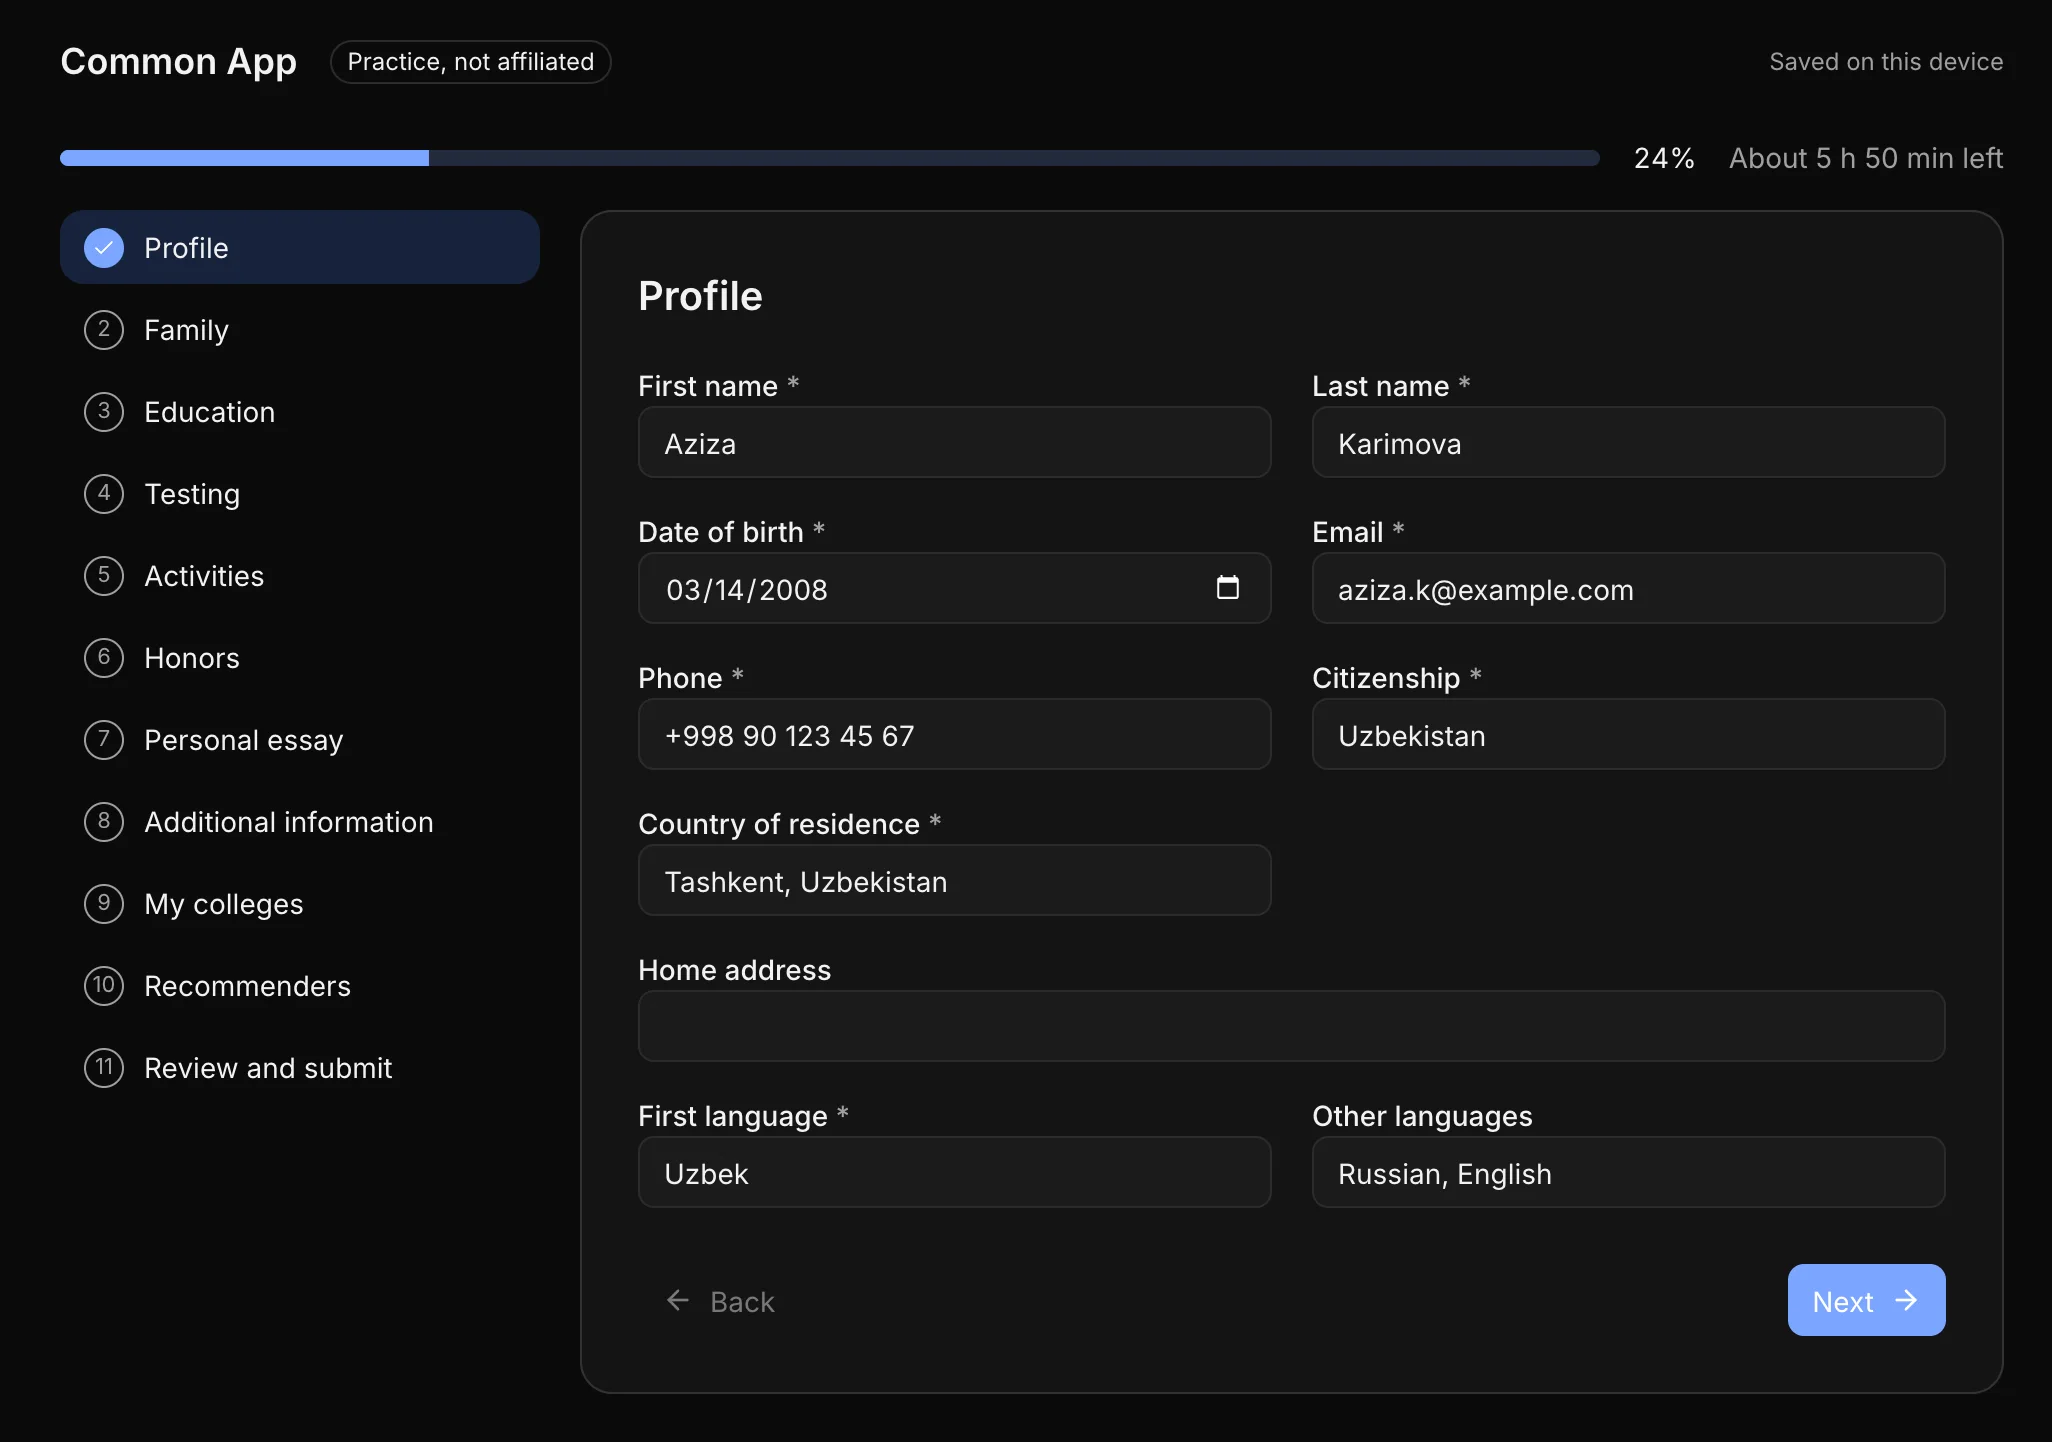 Common App
Practice, not affiliated
Saved on this device
24%
About 5 h 50 min left
Profile
2 Family
3 Education
4 Testing
5 Activities
6 Honors
7 Personal essay
8 Additional information
9 My colleges
10 Recommenders
11 Review and submit
Profile
First name *
Aziza
Last name *
Karimova
Date of birth *
03/14/2008
Email *
aziza.k@example.com
Phone *
+998 90 123 45 67
Citizenship *
Uzbekistan
Country of residence *
Tashkent, Uzbekistan
Home address
First language *
Uzbek
Other languages
Russian, English
Back
Next